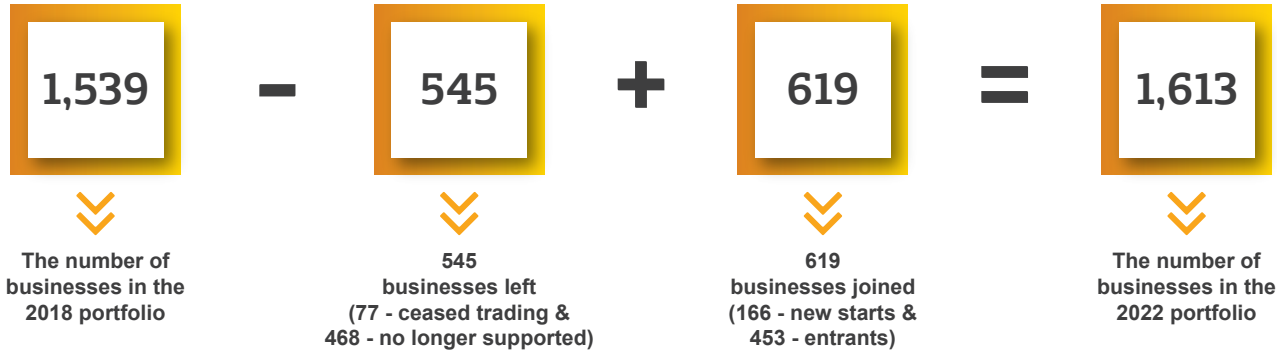 1,539 - 545 + 619 = 1,613
The number of
businesses in the
2018 portfolio
545
businesses left
(77 - ceased trading &
468 - no longer supported)
619
businesses joined
(166 - new starts &
453 - entrants)
The number of
businesses in the
2022 portfolio